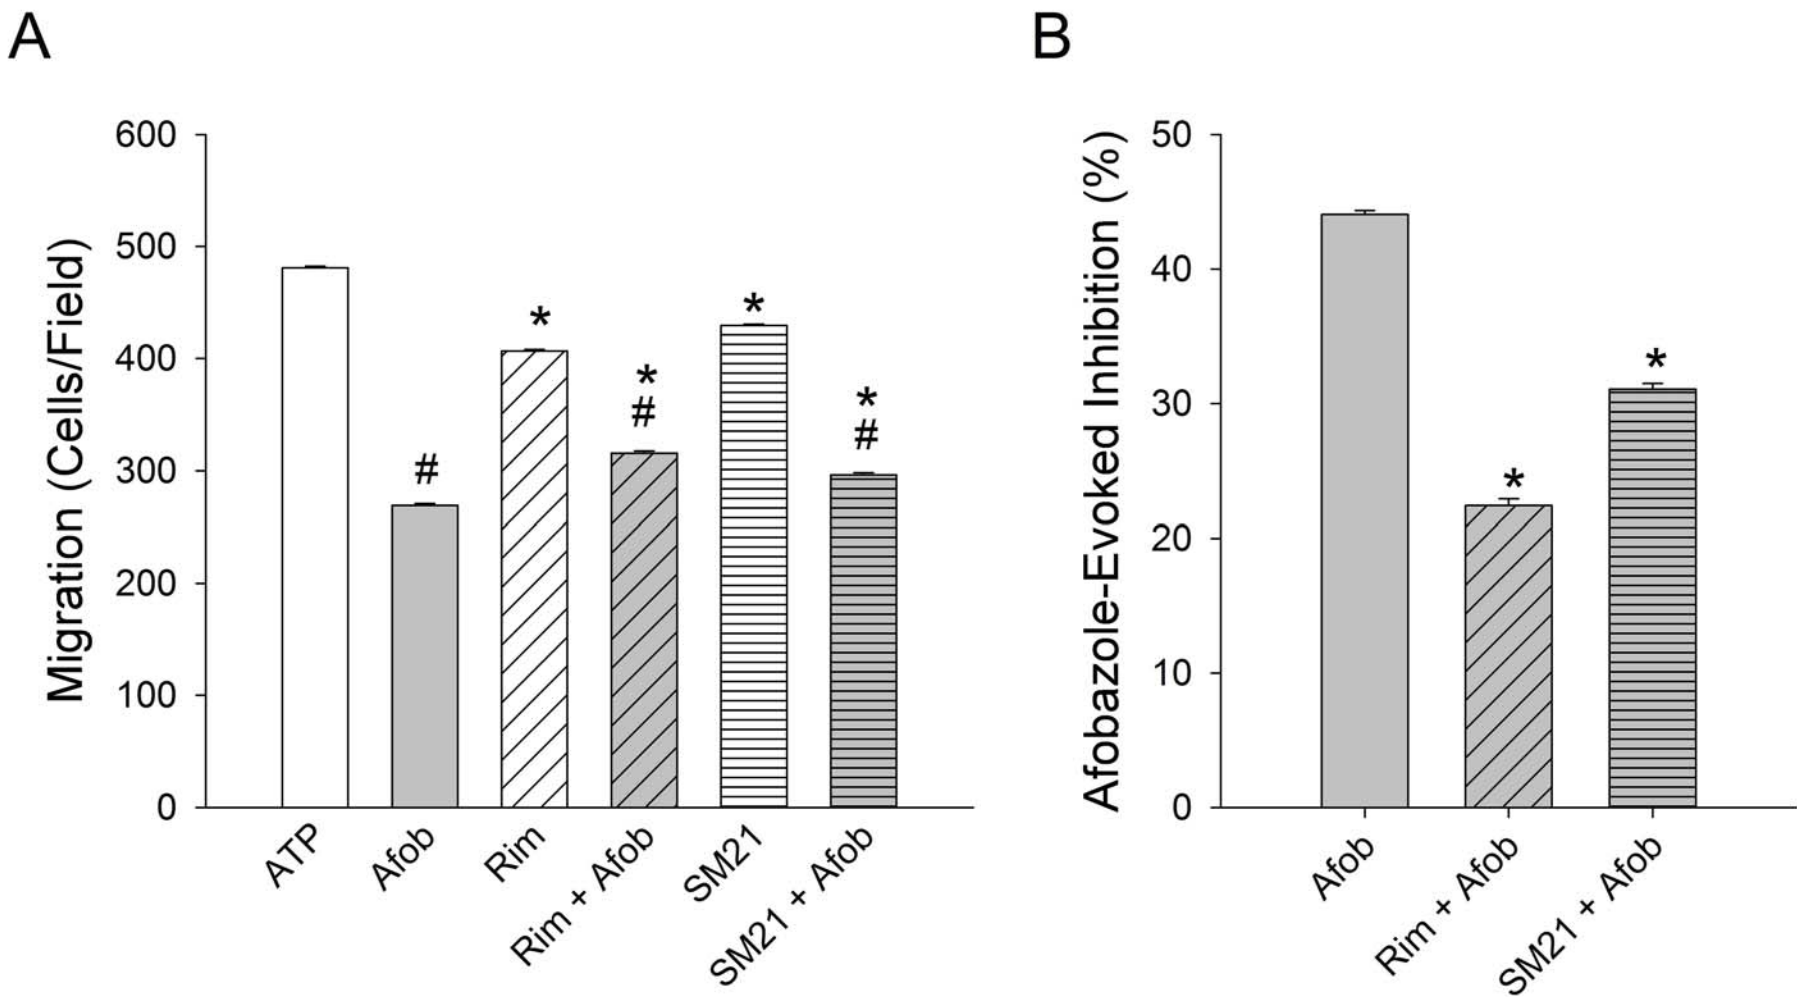 A
B
Migration (Cells/Field)
600
500
400
300
200
100
0
#
*
*
#
*
*
#
ATP
Afob
Rim
Rim + Afob
SM21
SM21 + Afob
Afobazole-Evoked Inhibition (%)
50
40
30
20
10
0
*
*
Afob
Rim + Afob
SM21 + Afob